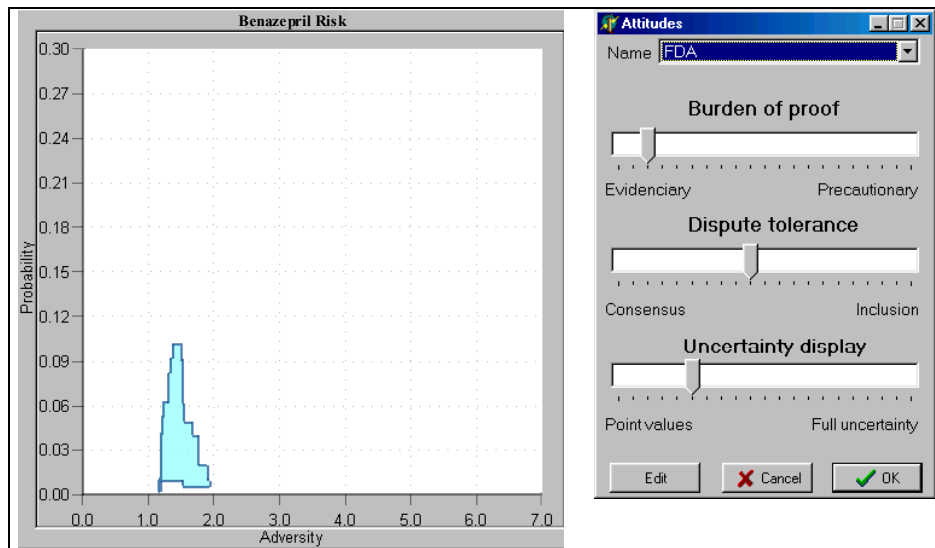 Benazepril Risk
0.30
0.27
0.24
0.21
0.18
0.15
0.12
0.09
0.06
0.03
0.00
Probability
0.0 1.0 2.0 3.0 4.0 5.0 6.0 7.0
Adversity
Attitudes
Name FDA
Burden of proof
Evidenciary Precautionary
Dispute tolerance
Consensus Inclusion
Uncertainty display
Point values Full uncertainty
Edit Cancel OK